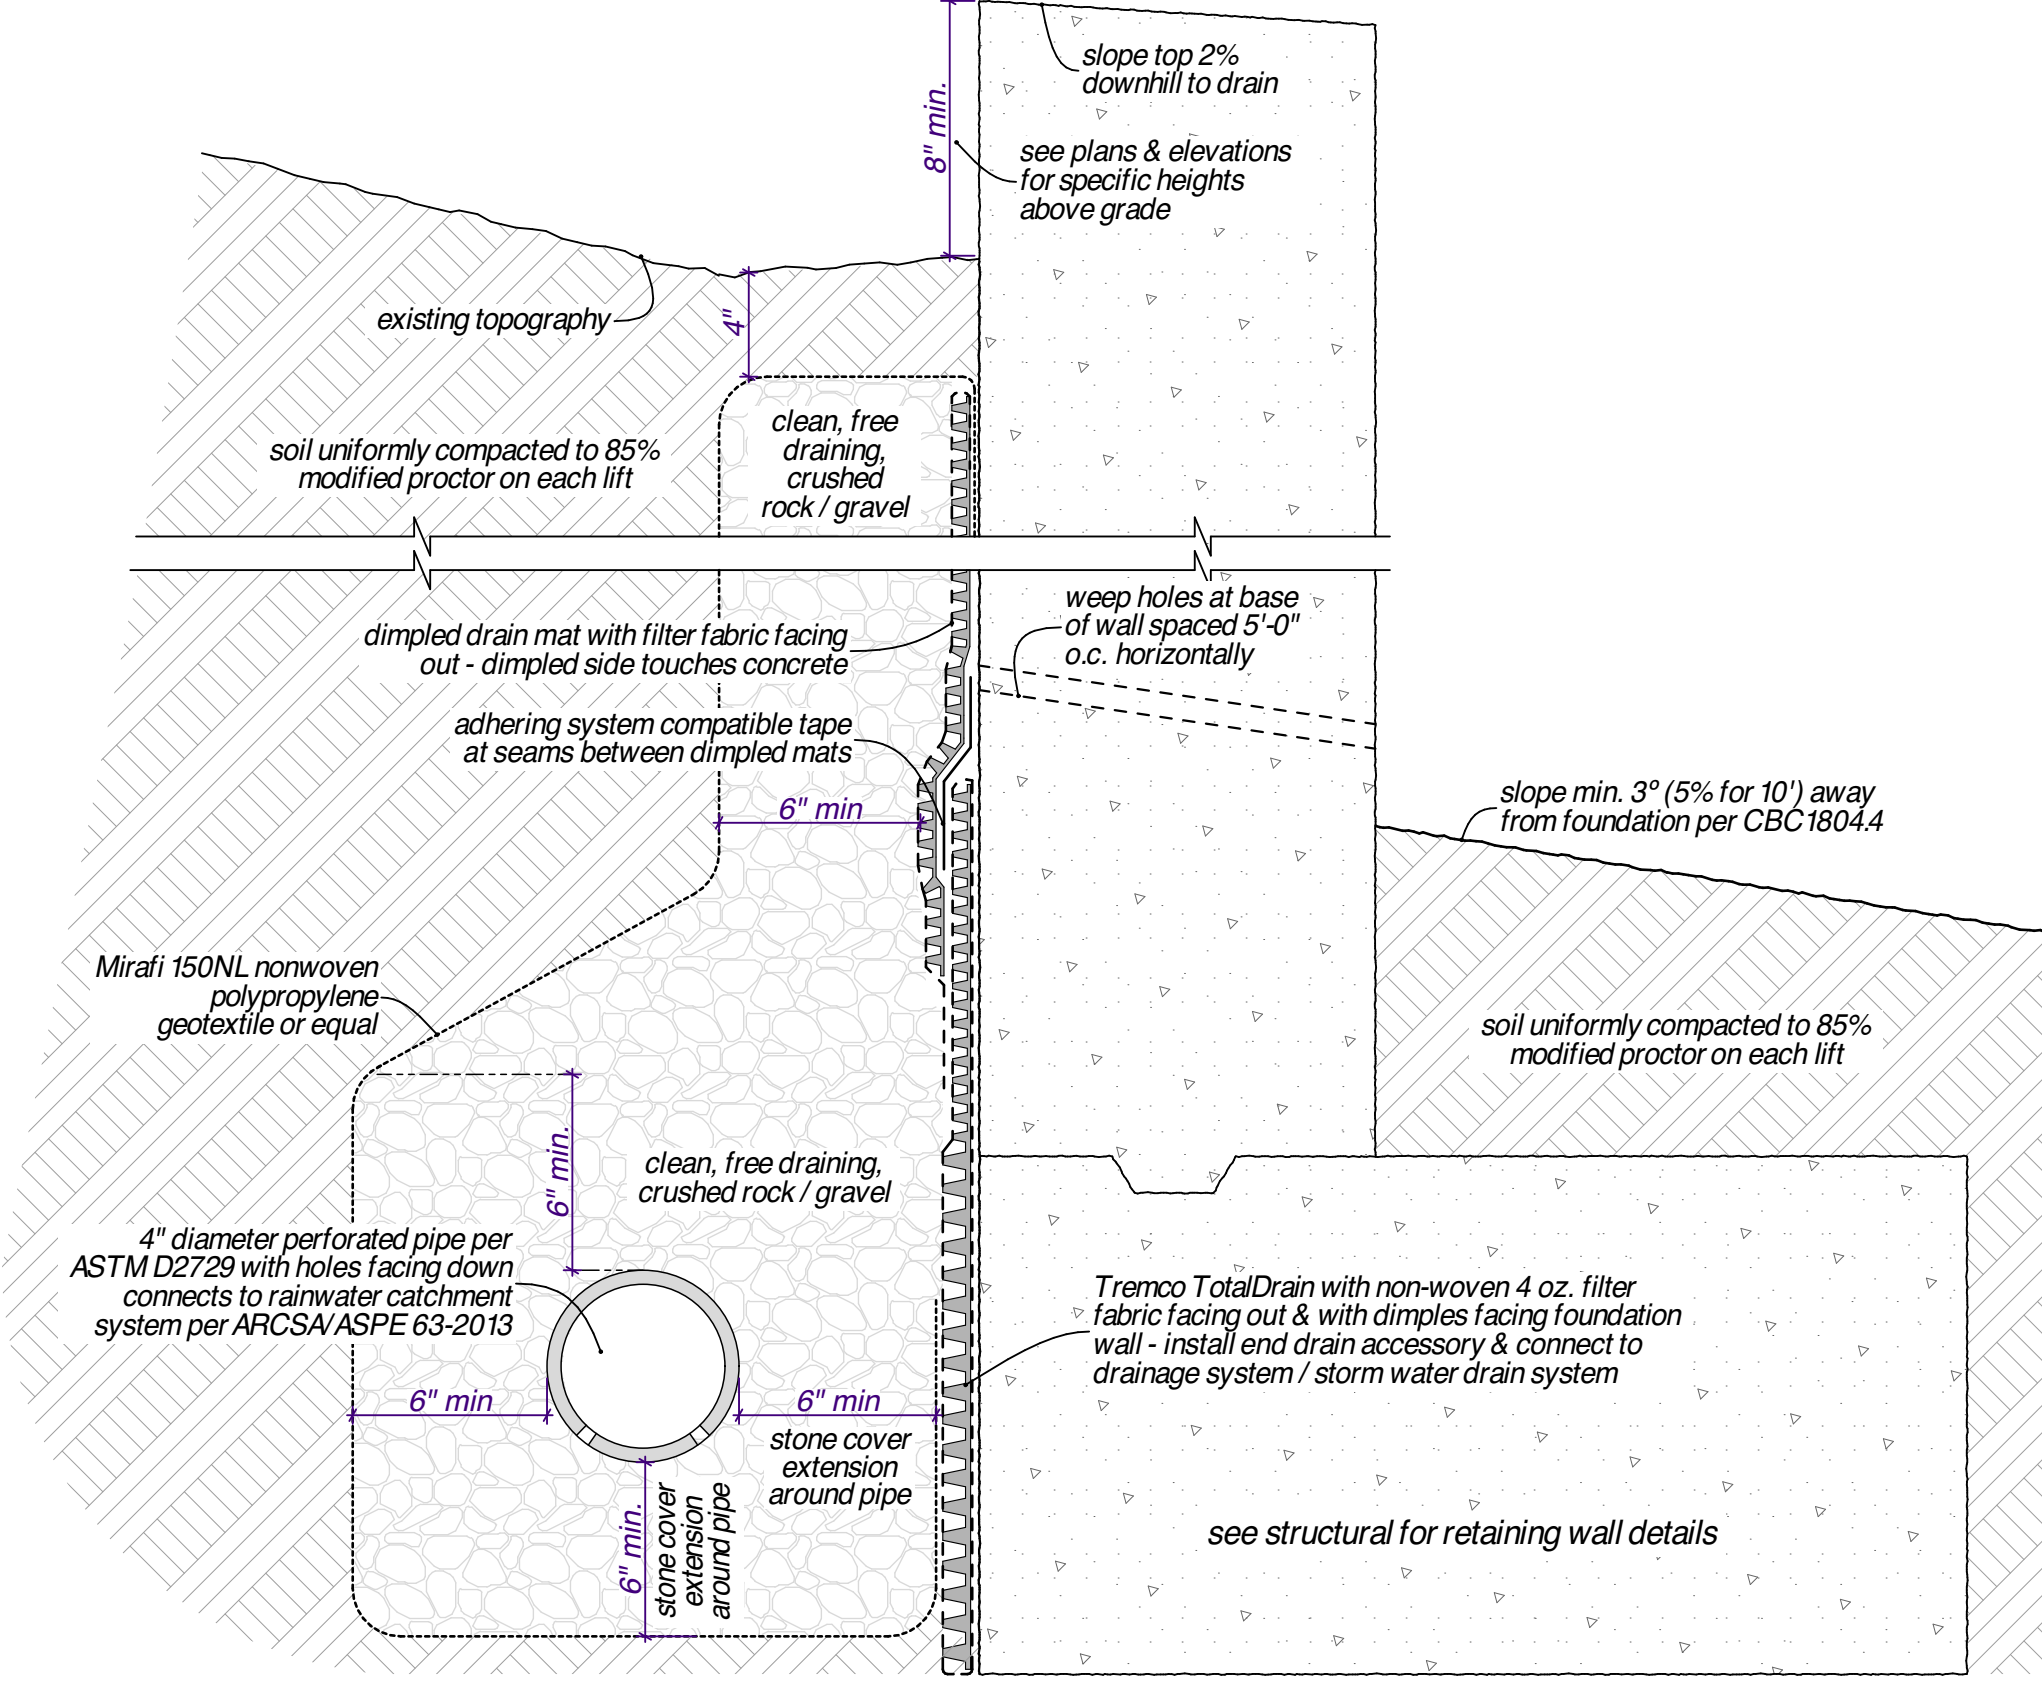 slope top 2%
downhill to drain
8" min.
see plans & elevations
for specific heights
above grade
existing topography
4"
clean, free
draining,
crushed
rock / gravel
soil uniformly compacted to 85%
modified proctor on each lift
weep holes at base
of wall spaced 5'-0"
o.c. horizontally
dimpled drain mat with filter fabric facing
out - dimpled side touches concrete
adhering system compatible tape
at seams between dimpled mats
6" min
slope min. 3º (5% for 10') away
from foundation per CBC1804.4
Mirafi 150NL nonwoven
polypropylene
geotextile or equal
soil uniformly compacted to 85%
modified proctor on each lift
6" min.
clean, free draining,
crushed rock / gravel
4" diameter perforated pipe per
ASTM D2729 with holes facing down
connects to rainwater catchment
system per ARCSA/ASPE 63-2013
Tremco TotalDrain with non-woven 4 oz. filter
fabric facing out & with dimples facing foundation
wall - install end drain accessory & connect to
drainage system / storm water drain system
6" min
6" min
stone cover
extension
around pipe
6" min.
stone cover
extension
around pipe
see structural for retaining wall details